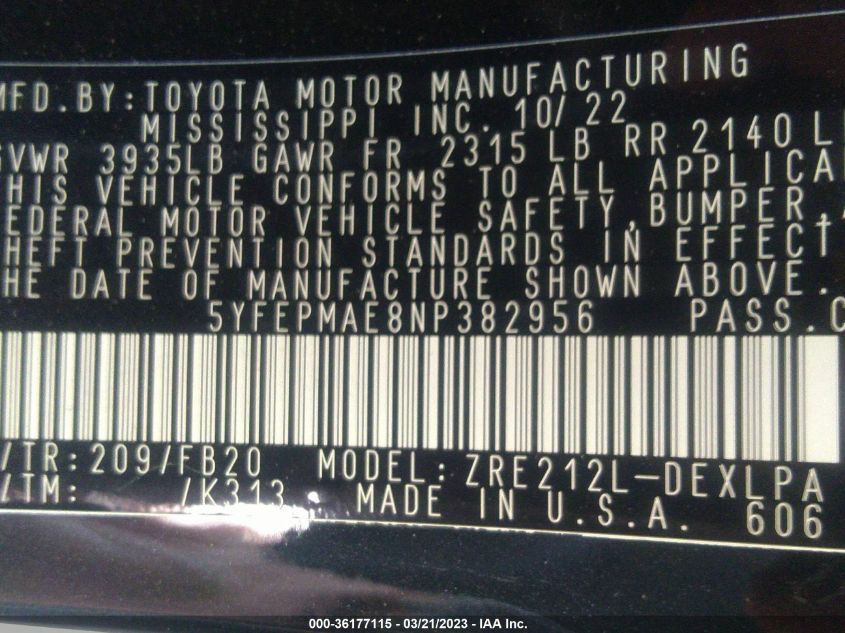 MFD.BY:TOYOTA MOTOR MANUFACTURING
MISSISSIPPI INC. 10/22
GVWR 3935LB GAWR FR 2315 LB RR 2140 L
HIS VEHICLE CONFORMS TO ALL APPLICA
EDERAL MOTOR VEHICLE SAFETY,BUMPER,
HEFT PREVENTION STANDARDS IN EFFECT
HE DATE OF MANUFACTURE SHOWN ABOVE.
5YFEPMAE8NP382956 PASS.C
/TR:209/FB20 MODEL:ZRE212L-DEXLPA
/TM: /K313 MADE IN U.S.A. 606
000-36177115 - 03/21/2023 - IAA Inc.